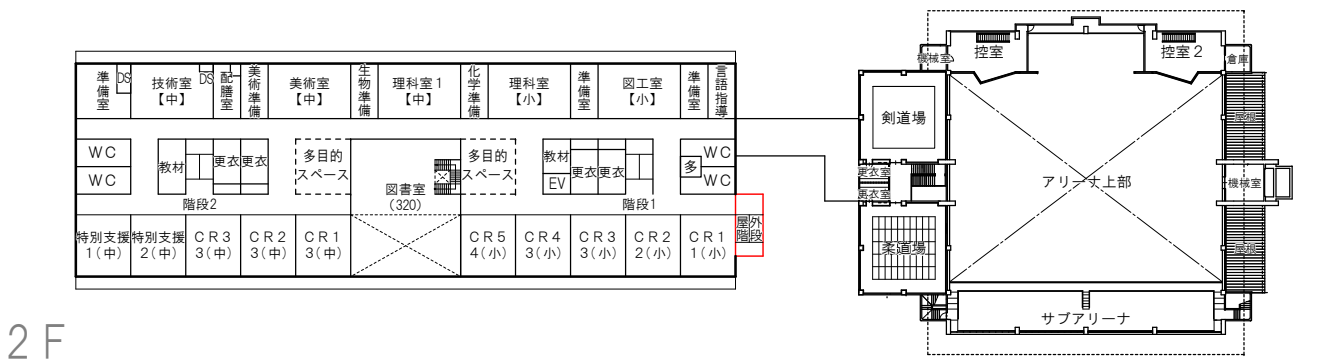 控室
控室2
機械室
倉庫
準備室
DS
技術室
【中】
DS
配膳室
美術準備
美術室
【中】
生物準備
理科室1
【中】
化学準備
理科室
【小】
準備室
図工室
【小】
準備室
言語指導
剣道場
屋根
WC
WC
教材
更衣
更衣
多目的
スペース
図書室
(320)
多目的
スペース
教材
EV
更衣
更衣
多
WC
WC
更衣室
更衣室
アリーナ上部
機械室
階段2
階段1
屋外階段
特別支援
1(中)
特別支援
2(中)
CR3
3(中)
CR2
3(中)
CR1
3(中)
CR5
4(小)
CR4
3(小)
CR3
3(小)
CR2
2(小)
CR1
1(小)
柔道場
屋根
サブアリーナ
2F